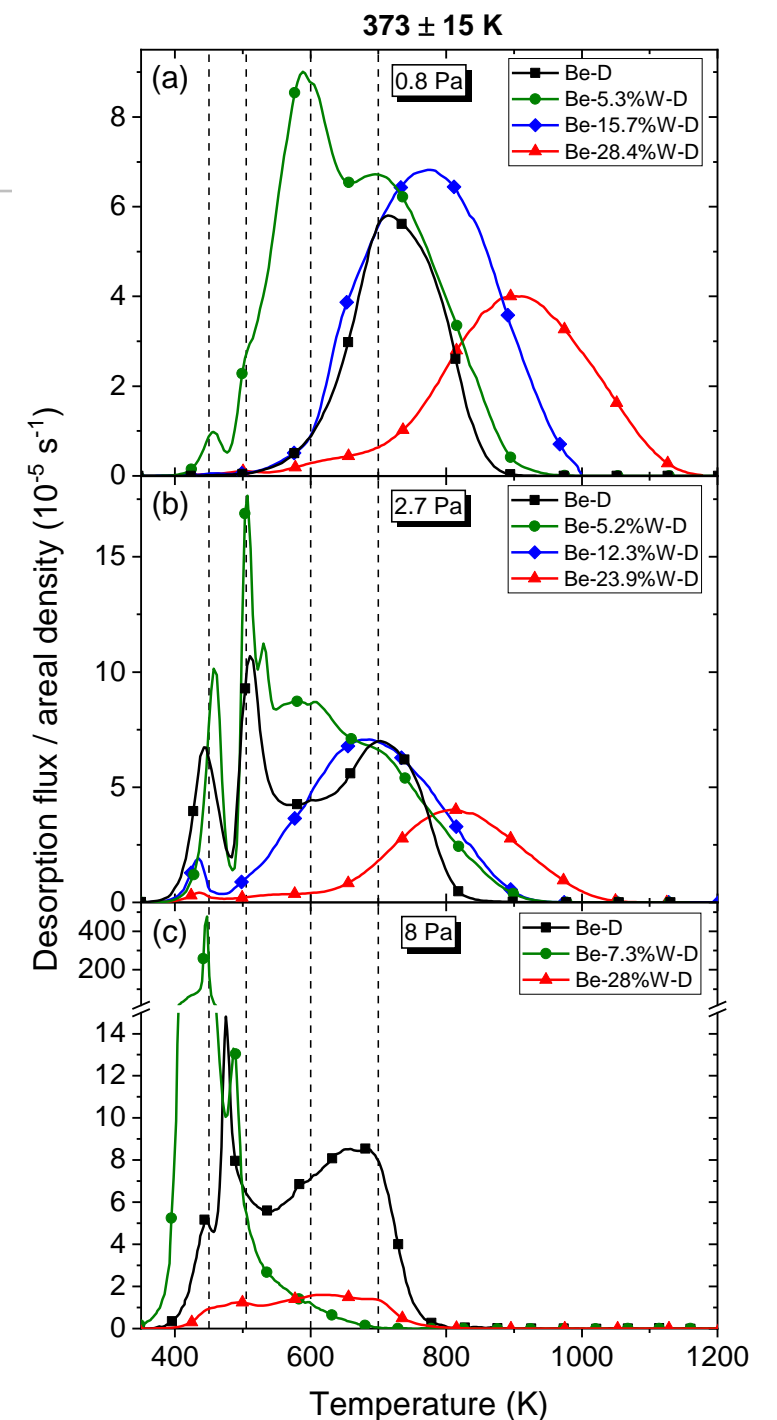 373 ± 15 K
(a)
0.8 Pa
Be-D
Be-5.3%W-D
Be-15.7%W-D
Be-28.4%W-D
8
6
4
2
0
(b)
2.7 Pa
Be-D
Be-5.2%W-D
Be-12.3%W-D
Be-23.9%W-D
15
10
5
0
Desorption flux / areal density (10⁻⁵ s⁻¹)
(c)
8 Pa
Be-D
Be-7.3%W-D
Be-28%W-D
400
200
14
12
10
8
6
4
2
0
400 600 800 1000 1200
Temperature (K)